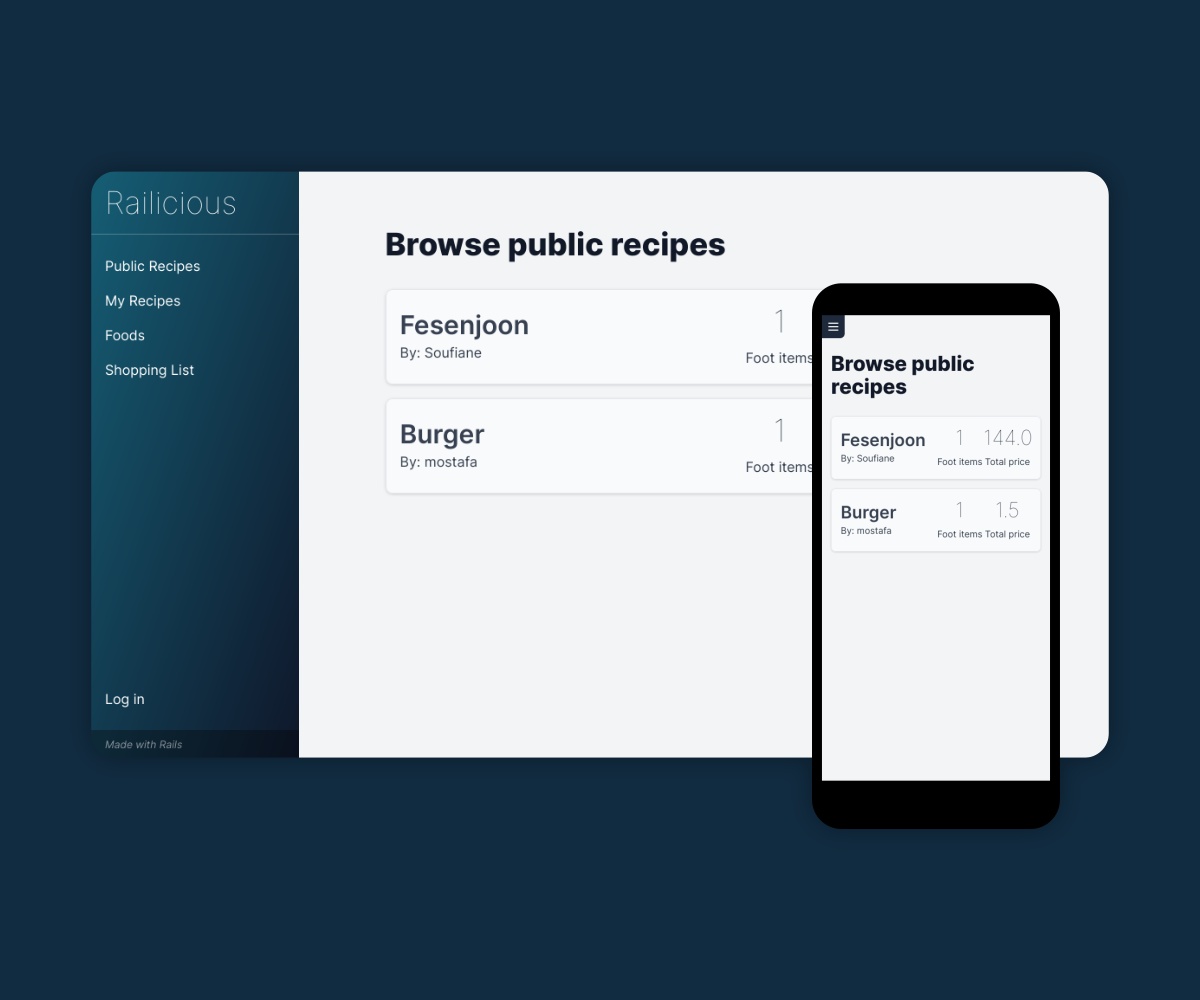 Railicious
Public Recipes
My Recipes
Foods
Shopping List
Log in
Made with Rails
Browse public recipes
Fesenjoon
By: Soufiane
1
Foot items
Burger
By: mostafa
1
Foot items
Browse public
recipes
Fesenjoon
By: Soufiane
1 144.0
Foot items Total price
Burger
By: mostafa
1 1.5
Foot items Total price